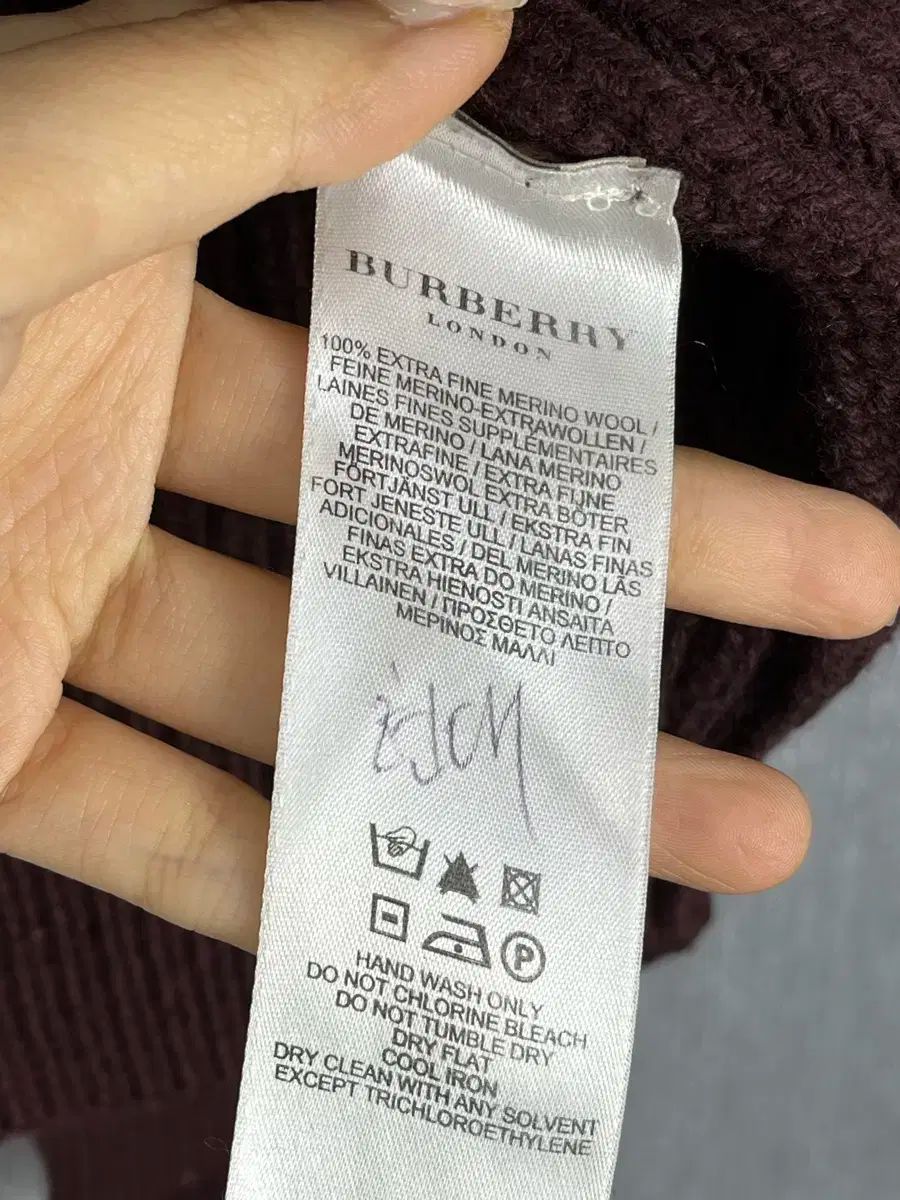 BURBERRY
LONDON
100% EXTRA FINE MERINO WOOL /
FEINE MERINO-EXTRAWOLLEN /
LAINES FINES SUPPLÉMENTAIRES
DE MERINO / LANA MERINO
EXTRAFINE / EXTRA FIJNE
MERINOSWOL EXTRA BÖTER
FÖRTJÄNST ULL / EKSTRA FIN
FORT JENESTE ULL / LANAS FINAS
ADICIONALES / DEL MERINO LÃS
FINAS EXTRA DO MERINO /
EKSTRA HIENOSTI ANSAITA
VILLAINEN / ΠΡΟΣΘΕΤΟ ΛΕΠΤΟ
ΜΕΡΙΝΟΣ ΜΑΛΛΙ
P
HAND WASH ONLY
DO NOT CHLORINE BLEACH
DO NOT TUMBLE DRY
DRY FLAT
COOL IRON
DRY CLEAN WITH ANY SOLVENT
EXCEPT TRICHLOROETHYLENE